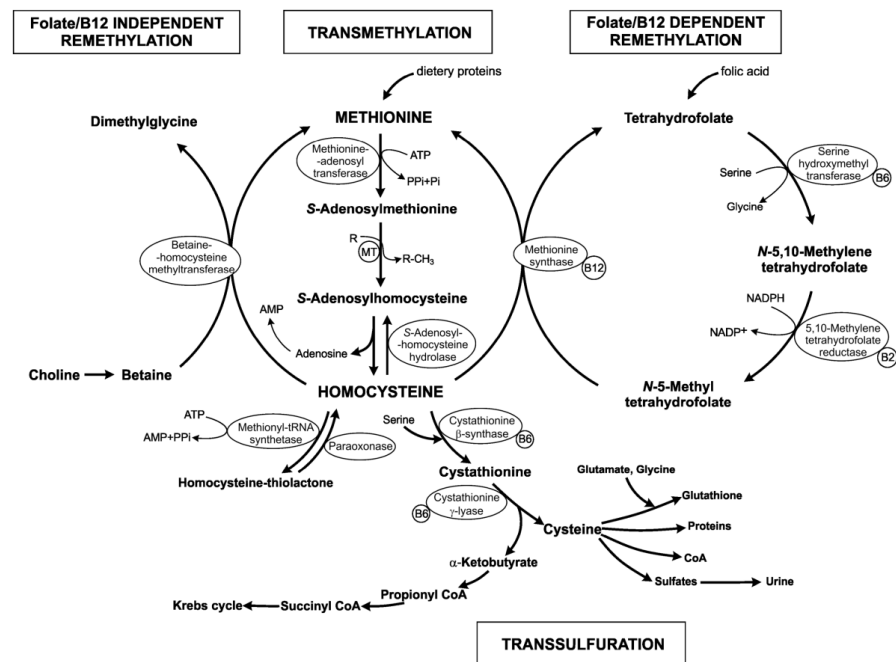 Folate/B12 INDEPENDENT
REMETHYLATION
TRANSMETHYLATION
Folate/B12 DEPENDENT
REMETHYLATION
dietery proteins
folic acid
Dimethylglycine
METHIONINE
Tetrahydrofolate
Methionine-
-adenosyl
transferase
ATP
PPi+Pi
Serine
hydroxymethyl
transferase
B6
Serine
Glycine
S-Adenosylmethionine
R
MT
R-CH3
Betaine-
-homocysteine
methyltransferase
Methionine
synthase
B12
N-5,10-Methylene
tetrahydrofolate
S-Adenosylhomocysteine
NADPH
NADP+
5,10-Methylene
tetrahydrofolate
reductase
B2
AMP
Adenosine
S-Adenosyl-
-homocysteine
hydrolase
Choline
Betaine
HOMOCYSTEINE
N-5-Methyl
tetrahydrofolate
ATP
AMP+PPi
Methionyl-tRNA
synthetase
Paraoxonase
Serine
Cystathionine
β-synthase
B6
Homocysteine-thiolactone
Cystathionine
Glutamate, Glycine
Cystathionine
γ-lyase
B6
Glutathione
Cysteine
Proteins
CoA
α-Ketobutyrate
Sulfates
Urine
Propionyl CoA
Krebs cycle
Succinyl CoA
TRANSSULFURATION